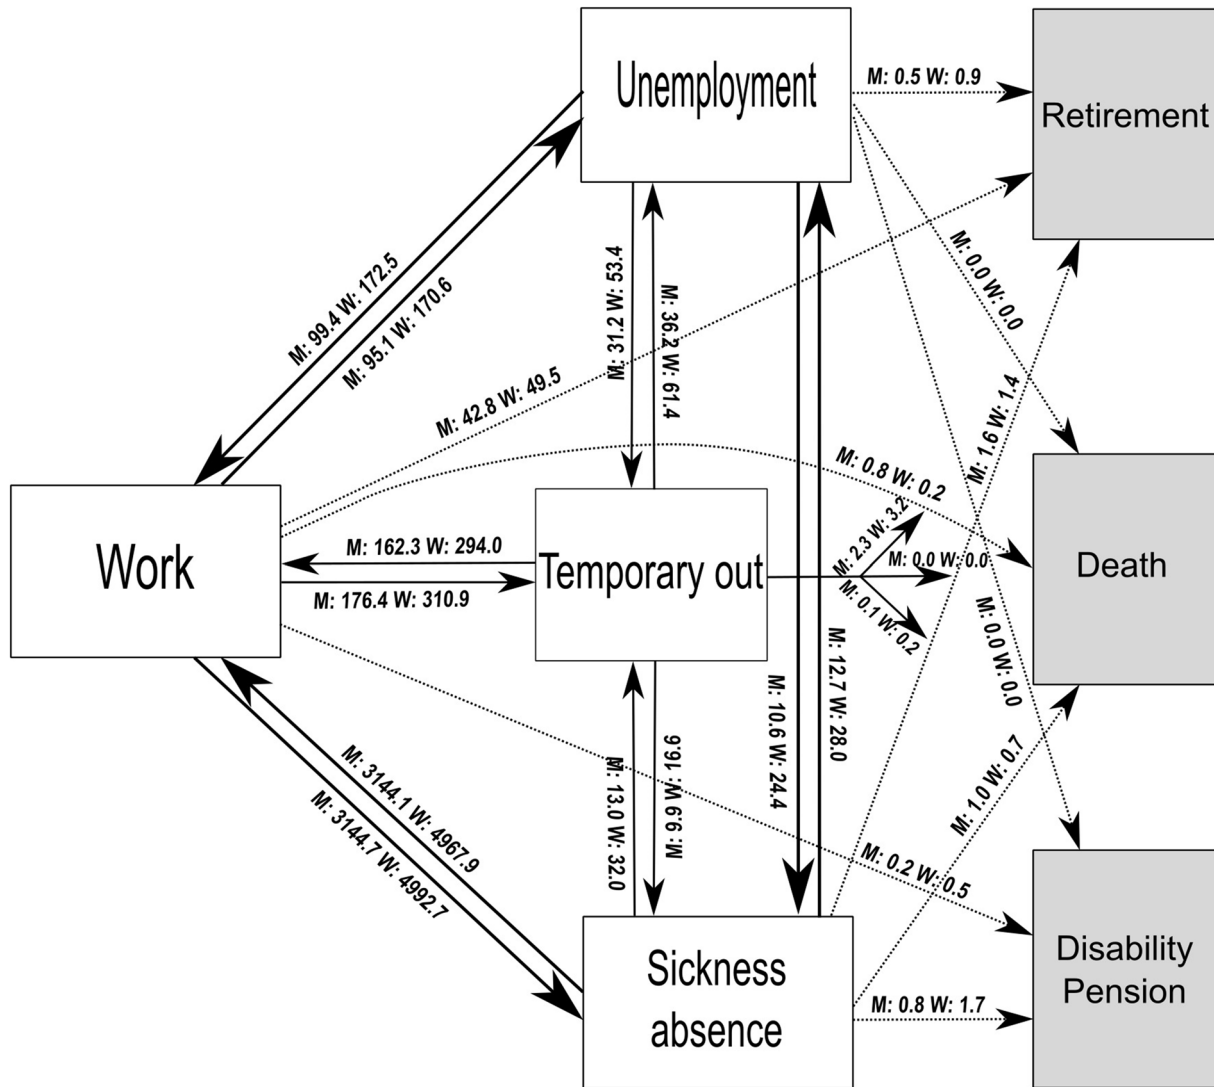 Unemployment
M: 0.5 W: 0.9
Retirement
M: 99.4 W: 172.5
M: 95.1 W: 170.6
M: 31.2 W: 53.4
M: 36.2 W: 61.4
M: 0.0 W: 0.0
M: 42.8 W: 49.5
M: 1.6 W: 1.4
M: 0.8 W: 0.2
Work
M: 162.3 W: 294.0
M: 176.4 W: 310.9
Temporary out
M: 2.3 W: 3.2
M: 0.0 W: 0.0
M: 0.1 W: 0.2
Death
M: 10.6 W: 24.4
M: 12.7 W: 28.0
M: 0.0 W: 0.0
M: 13.0 W: 32.0
M: 9.9 W: 16.6
M: 3144.1 W: 4967.9
M: 3144.7 W: 4992.7
M: 1.0 W: 0.7
M: 0.2 W: 0.5
Sickness
absence
M: 0.8 W: 1.7
Disability
Pension